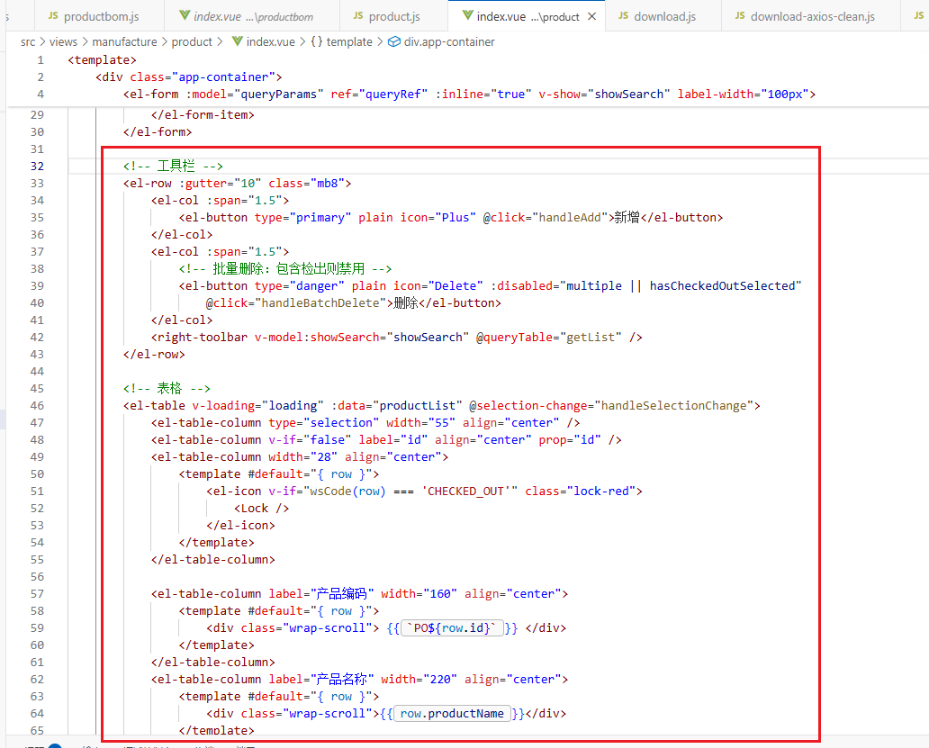 s JS productbom.js index.vue ...\productbom JS product.js index.vue ...\product × JS download.js JS download-axios-clean.js JS
src > views > manufacture > product > index.vue > {} template > div.app-container
1 <template>
2 <div class="app-container">
4 <el-form :model="queryParams" ref="queryRef" :inline="true" v-show="showSearch" label-width="100px">
29 </el-form-item>
30 </el-form>
31
32 <!-- 工具栏 -->
33 <el-row :gutter="10" class="mb8">
34 <el-col :span="1.5">
35 <el-button type="primary" plain icon="Plus" @click="handleAdd">新增</el-button>
36 </el-col>
37 <el-col :span="1.5">
38 <!-- 批量删除：包含检出则禁用 -->
39 <el-button type="danger" plain icon="Delete" :disabled="multiple || hasCheckedOutSelected"
40 @click="handleBatchDelete">删除</el-button>
41 </el-col>
42 <right-toolbar v-model:showSearch="showSearch" @queryTable="getList" />
43 </el-row>
44
45 <!-- 表格 -->
46 <el-table v-loading="loading" :data="productList" @selection-change="handleSelectionChange">
47 <el-table-column type="selection" width="55" align="center" />
48 <el-table-column v-if="false" label="id" align="center" prop="id" />
49 <el-table-column width="28" align="center">
50 <template #default="{ row }">
51 <el-icon v-if="wsCode(row) === 'CHECKED_OUT'" class="lock-red">
52 <Lock />
53 </el-icon>
54 </template>
55 </el-table-column>
56
57 <el-table-column label="产品编码" width="160" align="center">
58 <template #default="{ row }">
59 <div class="wrap-scroll"> {{ `PO${row.id}` }} </div>
60 </template>
61 </el-table-column>
62 <el-table-column label="产品名称" width="220" align="center">
63 <template #default="{ row }">
64 <div class="wrap-scroll">{{ row.productName }}</div>
65 </template>